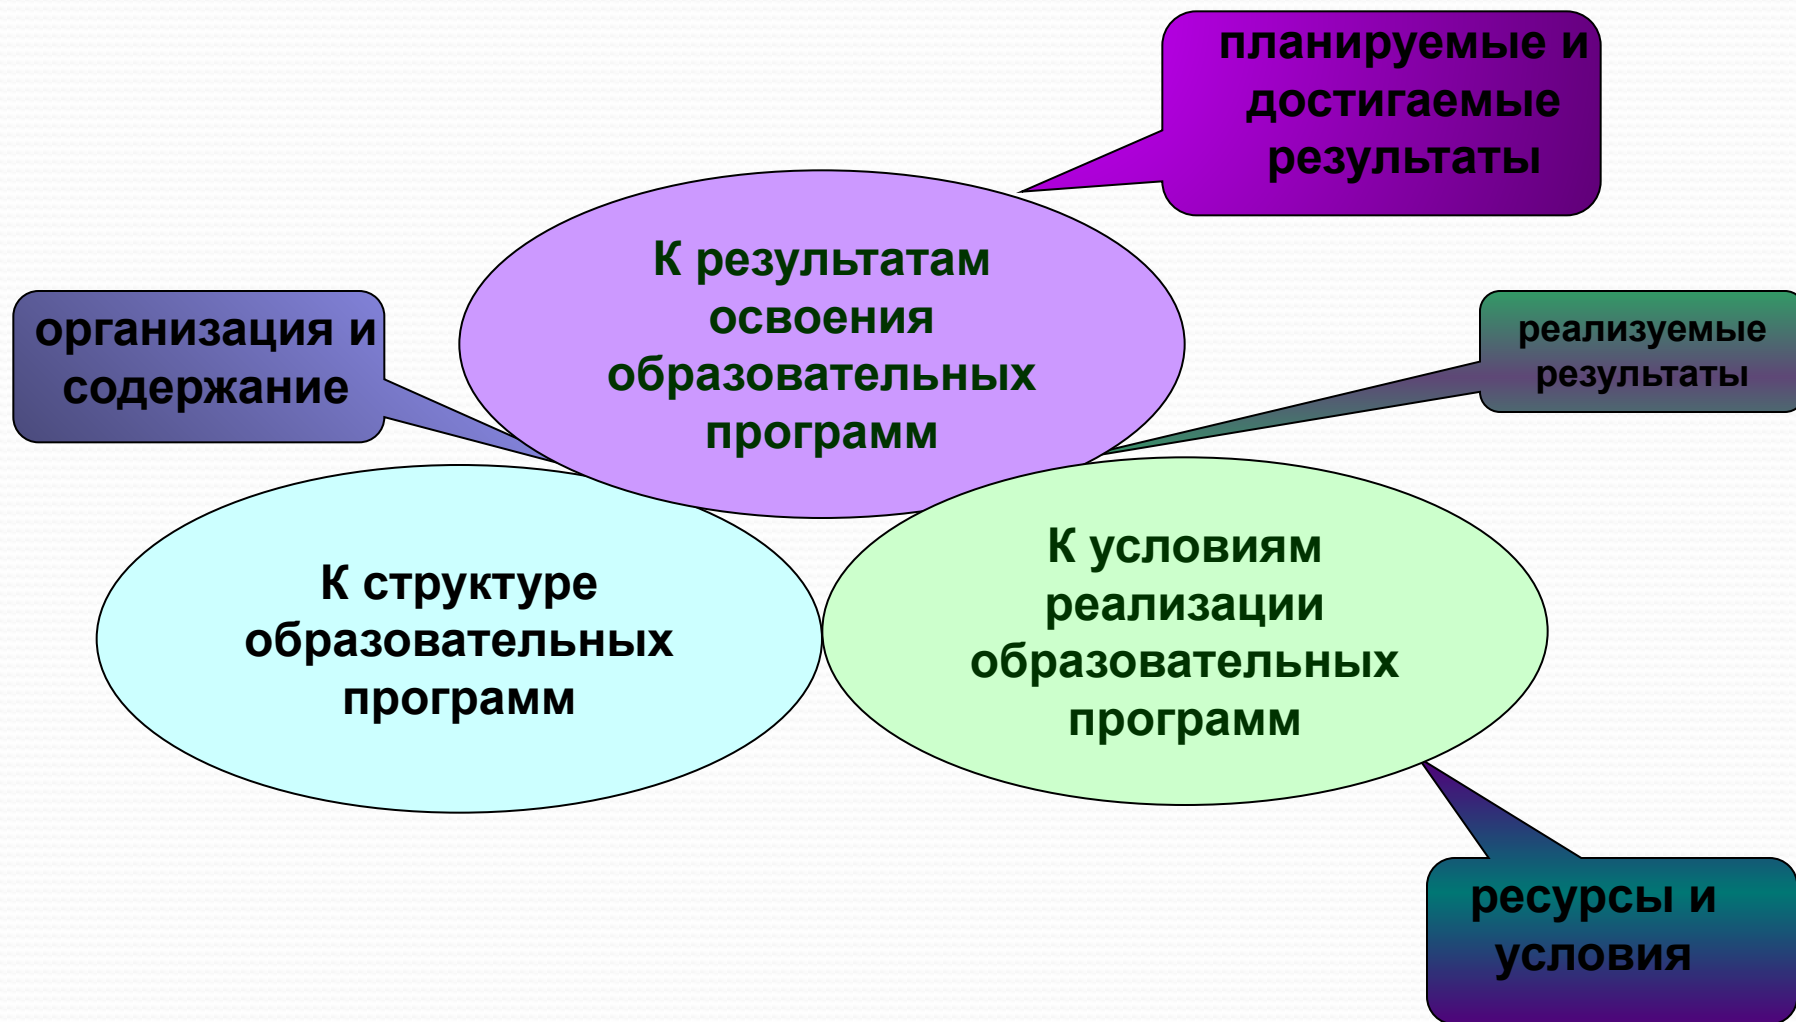 планируемые и
достигаемые
результаты
К результатам
освоения
образовательных
программ
организация и
содержание
реализуемые
результаты
К структуре
образовательных
программ
К условиям
реализации
образовательных
программ
ресурсы и
условия